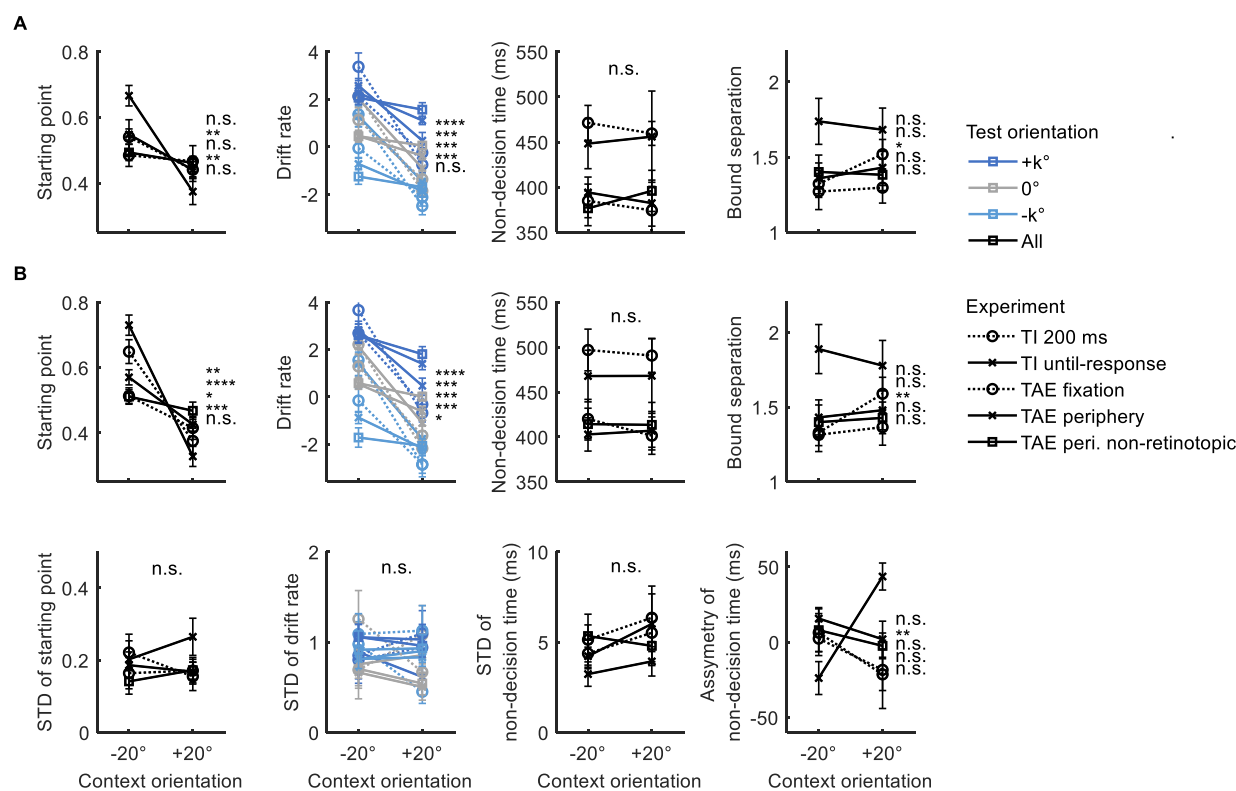 A
Starting point
0.8
0.6
0.4
n.s.
**
n.s.
**
n.s.
Drift rate
4
2
0
-2
****
***
***
***
n.s.
Non-decision time (ms)
550
500
450
400
350
n.s.
Bound separation
2
1.5
1
n.s.
n.s.
*
n.s.
n.s.
Test orientation
+k°
0°
-k°
All
B
Starting point
0.8
0.6
0.4
**
****
*
***
n.s.
Drift rate
4
2
0
-2
****
***
***
***
*
Non-decision time (ms)
550
500
450
400
350
n.s.
Bound separation
2
1.5
1
n.s.
n.s.
**
n.s.
n.s.
Experiment
TI 200 ms
TI until-response
TAE fixation
TAE periphery
TAE peri. non-retinotopic
STD of starting point
0.4
0.2
0
n.s.
-20°
+20°
Context orientation
STD of drift rate
2
1
0
n.s.
-20°
+20°
Context orientation
STD of
non-decision time (ms)
10
5
0
n.s.
-20°
+20°
Context orientation
Assymetry of
non-decision time (ms)
50
0
-50
n.s.
**
n.s.
n.s.
n.s.
-20°
+20°
Context orientation